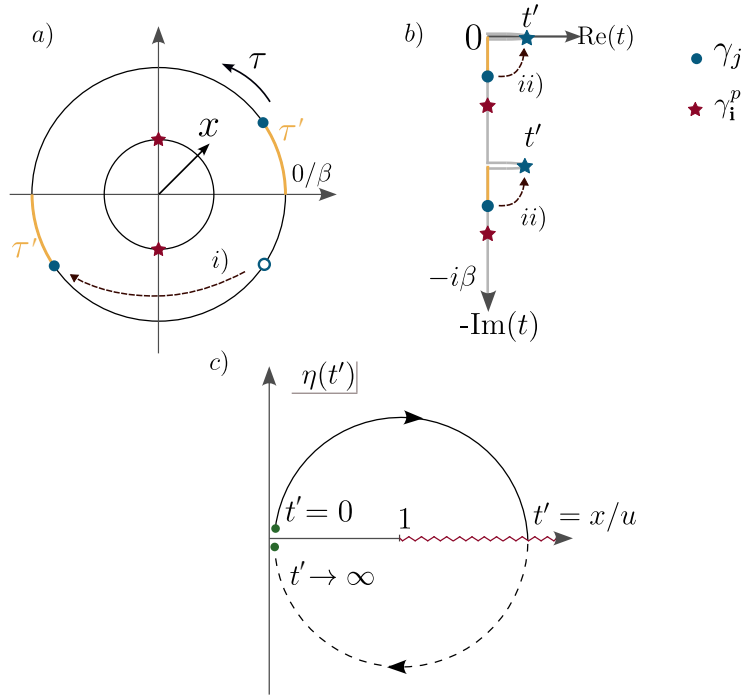 a)
τ
x
τ'
0/β
τ'
i)
b)
t'
0
Re(t)
ii)
t'
ii)
−iβ
-Im(t)
γ_j
γ_i^p
c)
η(t')
t' = 0
1
t' = x/u
t' → ∞